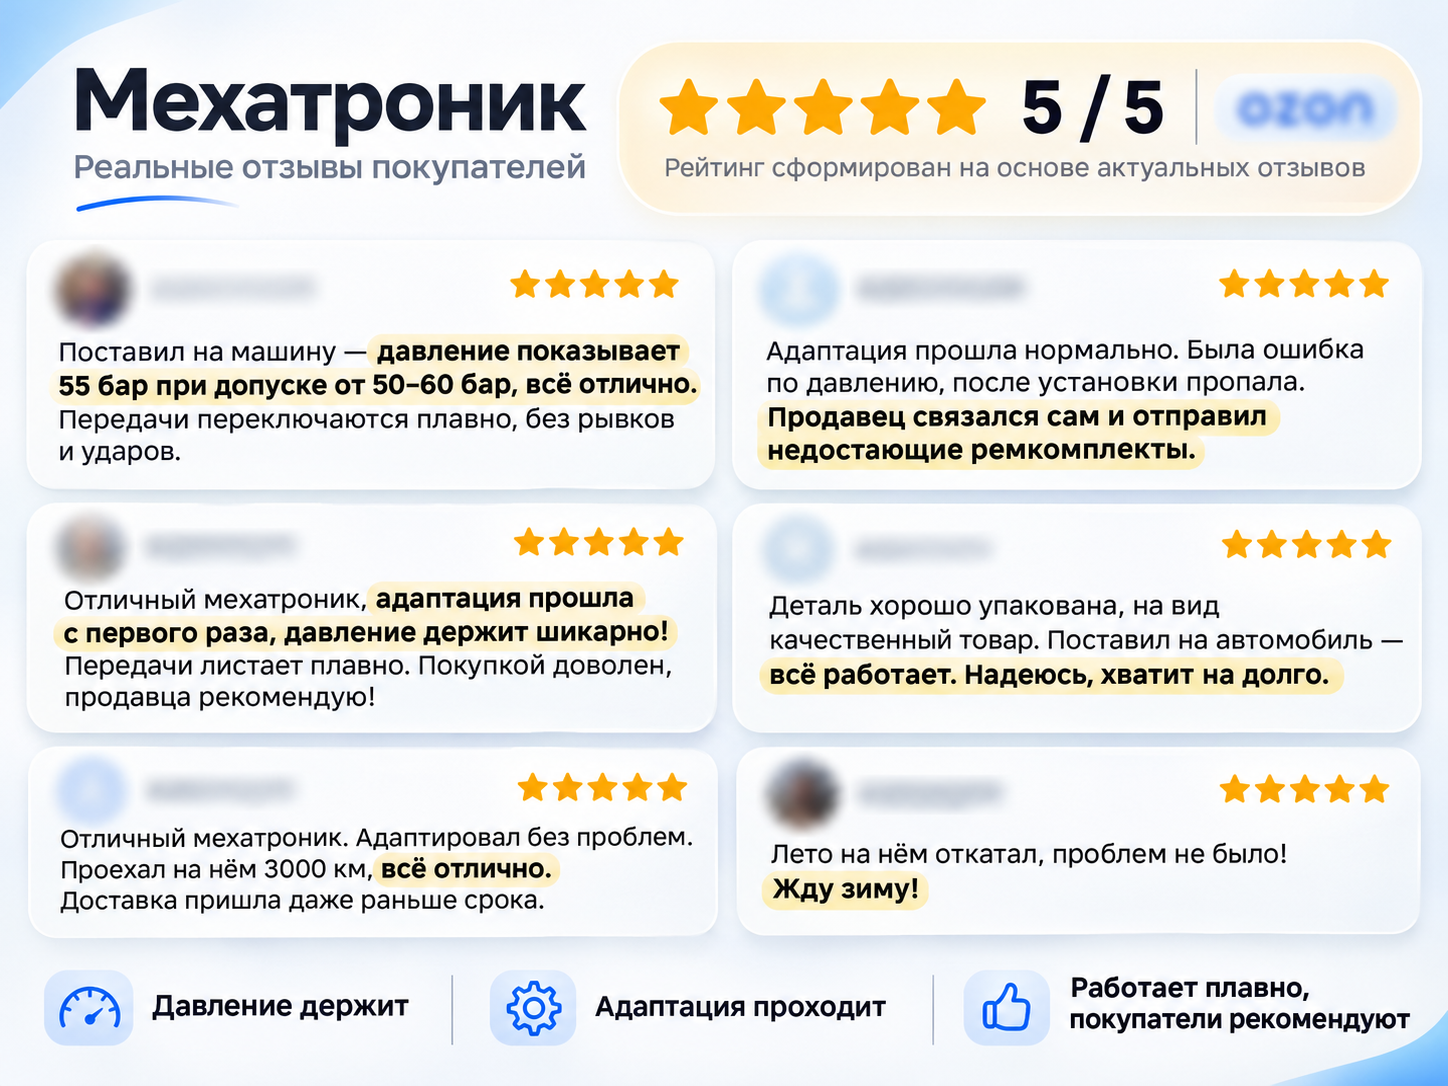 Мехатроник
Реальные отзывы покупателей
5 / 5
ozon
Рейтинг сформирован на основе актуальных отзывов
Поставил на машину — давление показывает
55 бар при допуске от 50–60 бар, всё отлично.
Передачи переключаются плавно, без рывков
и ударов.
Адаптация прошла нормально. Была ошибка
по давлению, после установки пропала.
Продавец связался сам и отправил
недостающие ремкомплекты.
Отличный мехатроник, адаптация прошла
с первого раза, давление держит шикарно!
Передачи листает плавно. Покупкой доволен,
продавца рекомендую!
Деталь хорошо упакована, на вид
качественный товар. Поставил на автомобиль —
всё работает. Надеюсь, хватит на долго.
Отличный мехатроник. Адаптировал без проблем.
Проехал на нём 3000 км, всё отлично.
Доставка пришла даже раньше срока.
Лето на нём откатал, проблем не было!
Жду зиму!
Давление держит
Адаптация проходит
Работает плавно,
покупатели рекомендуют